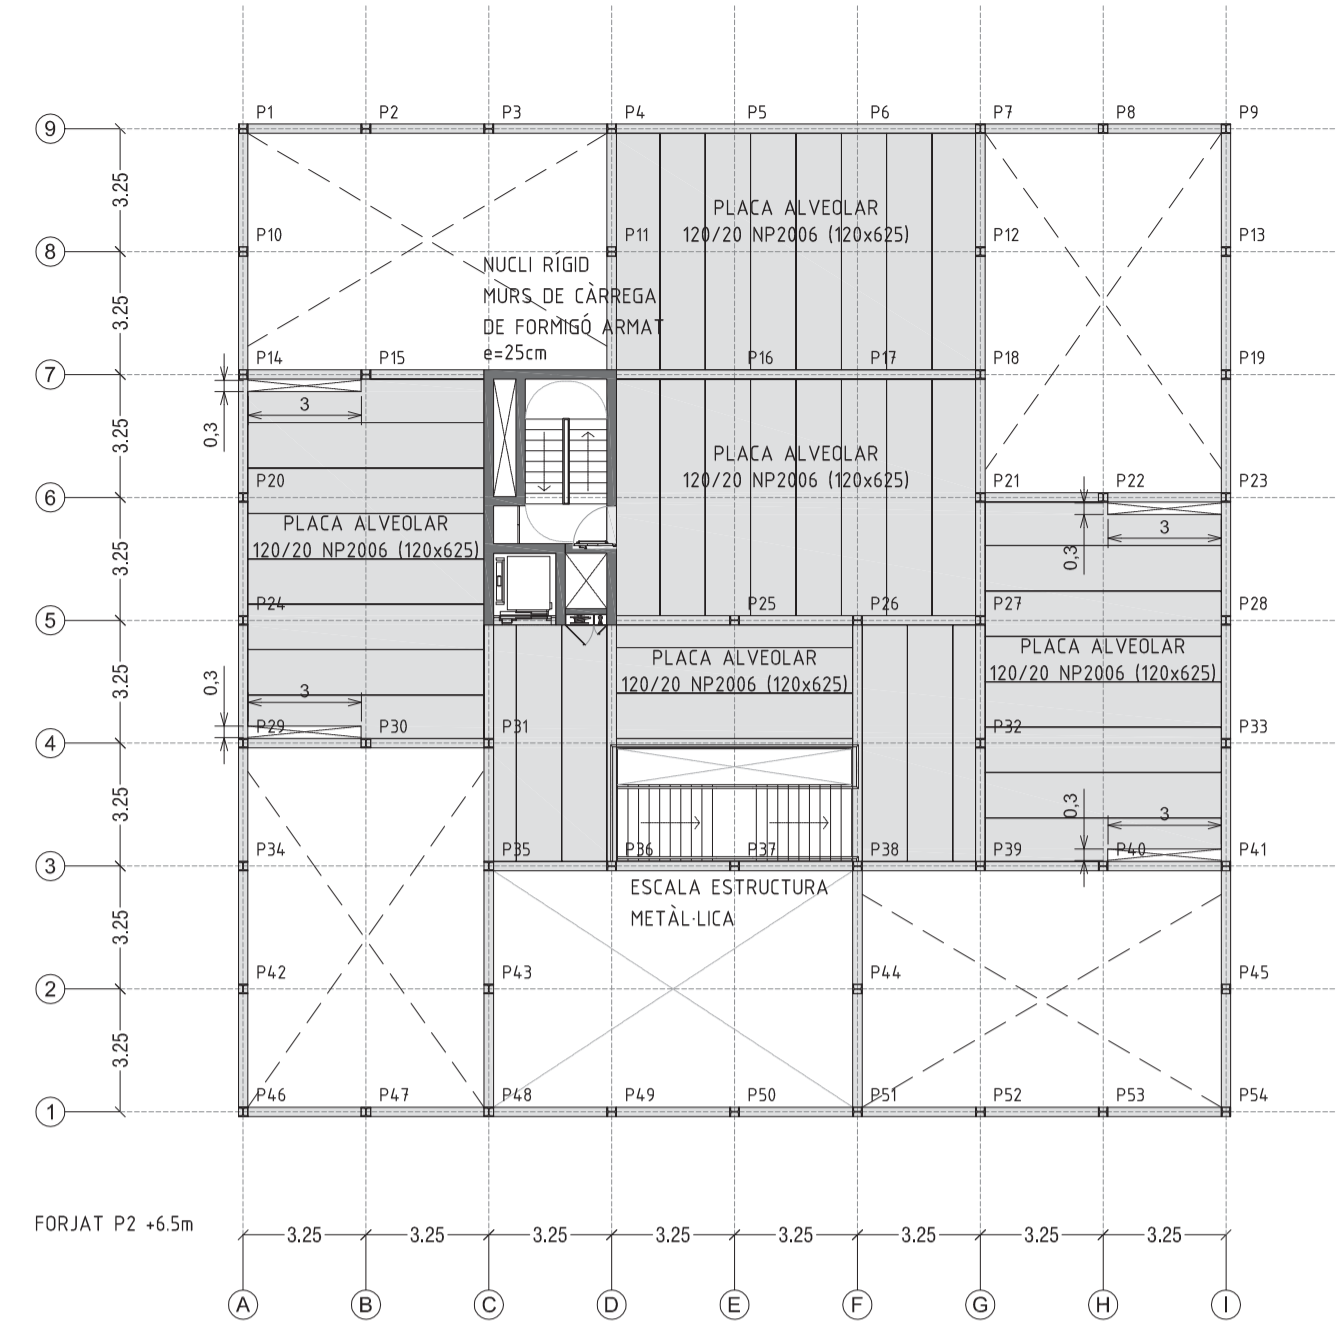 P1 P2 P3 P4 P5 P6 P7 P8 P9
9
3.25
PLACA ALVEOLAR
120/20 NP2006 (120x625)
P10 P11 P12 P13
8
NUCLI RÍGID
MURS DE CÀRREGA
DE FORMIGÓ ARMAT
e=25cm
3.25
P14 P15 P16 P17 P18 P19
7
3
0,3
3.25
PLACA ALVEOLAR
120/20 NP2006 (120x625)
P20 P21 P22 P23
6
PLACA ALVEOLAR
120/20 NP2006 (120x625)
3
0,3
3.25
P24 P25 P26 P27 P28
5
PLACA ALVEOLAR
120/20 NP2006 (120x625)
PLACA ALVEOLAR
120/20 NP2006 (120x625)
0,3
3
3.25
P29 P30 P31 P32 P33
4
3.25
0,3
3
P34 P35 P36 P37 P38 P39 P40 P41
3
ESCALA ESTRUCTURA
METÀL·LICA
3.25
P42 P43 P44 P45
2
3.25
P46 P47 P48 P49 P50 P51 P52 P53 P54
1
FORJAT P2 +6.5m
3.25 3.25 3.25 3.25 3.25 3.25 3.25 3.25
A B C D E F G H I